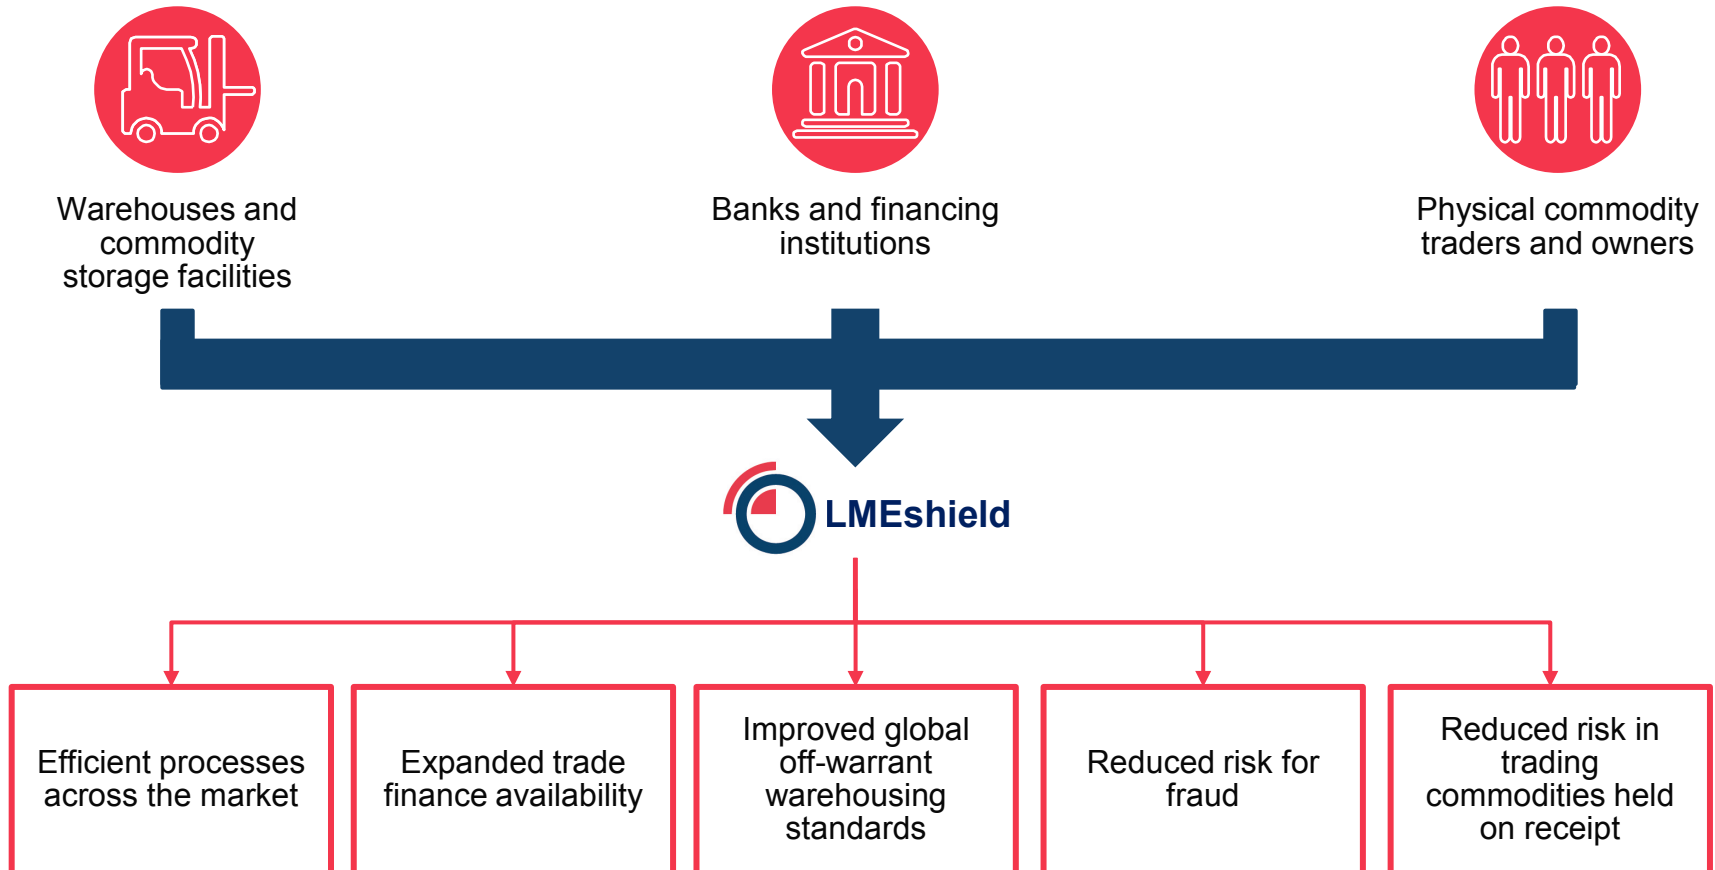 Warehouses and
commodity
storage facilities
Banks and financing
institutions
Physical commodity
traders and owners
LMEshield
Efficient processes
across the market
Expanded trade
finance availability
Improved global
off-warrant
warehousing
standards
Reduced risk for
fraud
Reduced risk in
trading
commodities held
on receipt